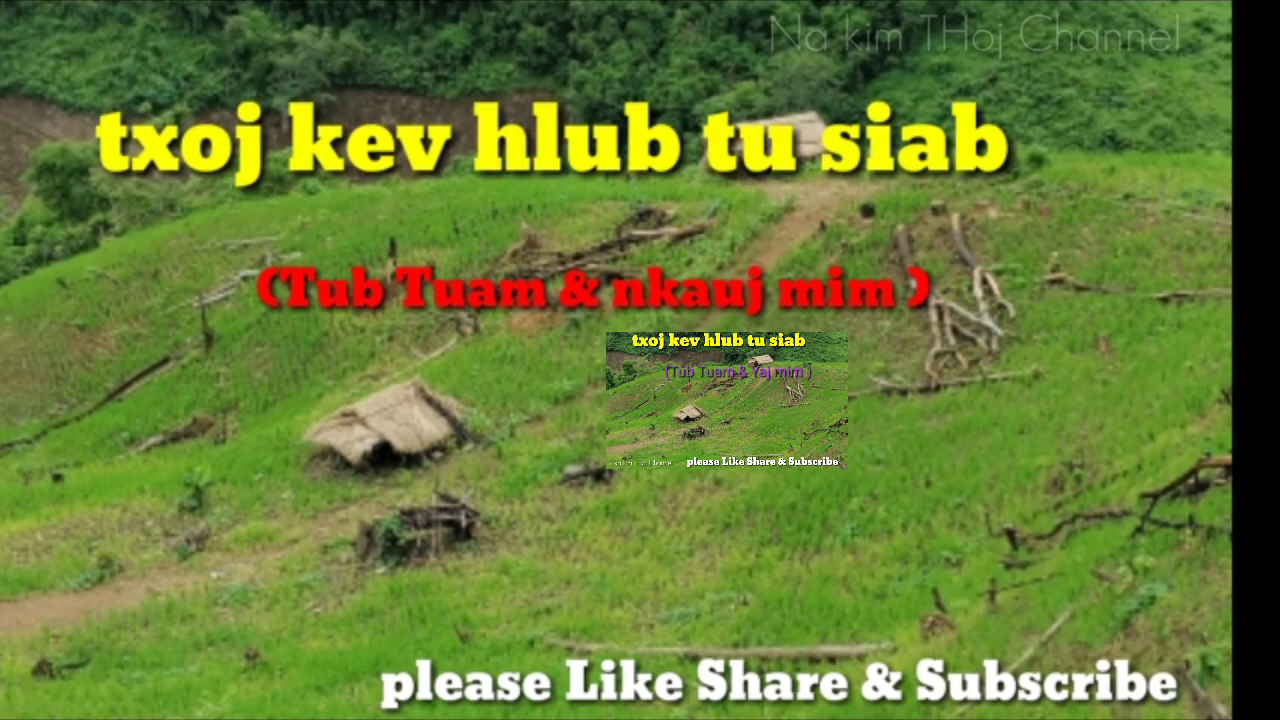 Na kim THoj Channel
txoj kev hlub tu siab
(Tub Tuam & nkauj mim )
txoj kev hlub tu siab
(Tub Tuam & Yaj mim )
please Like Share & Subscribe
please Like Share & Subscribe